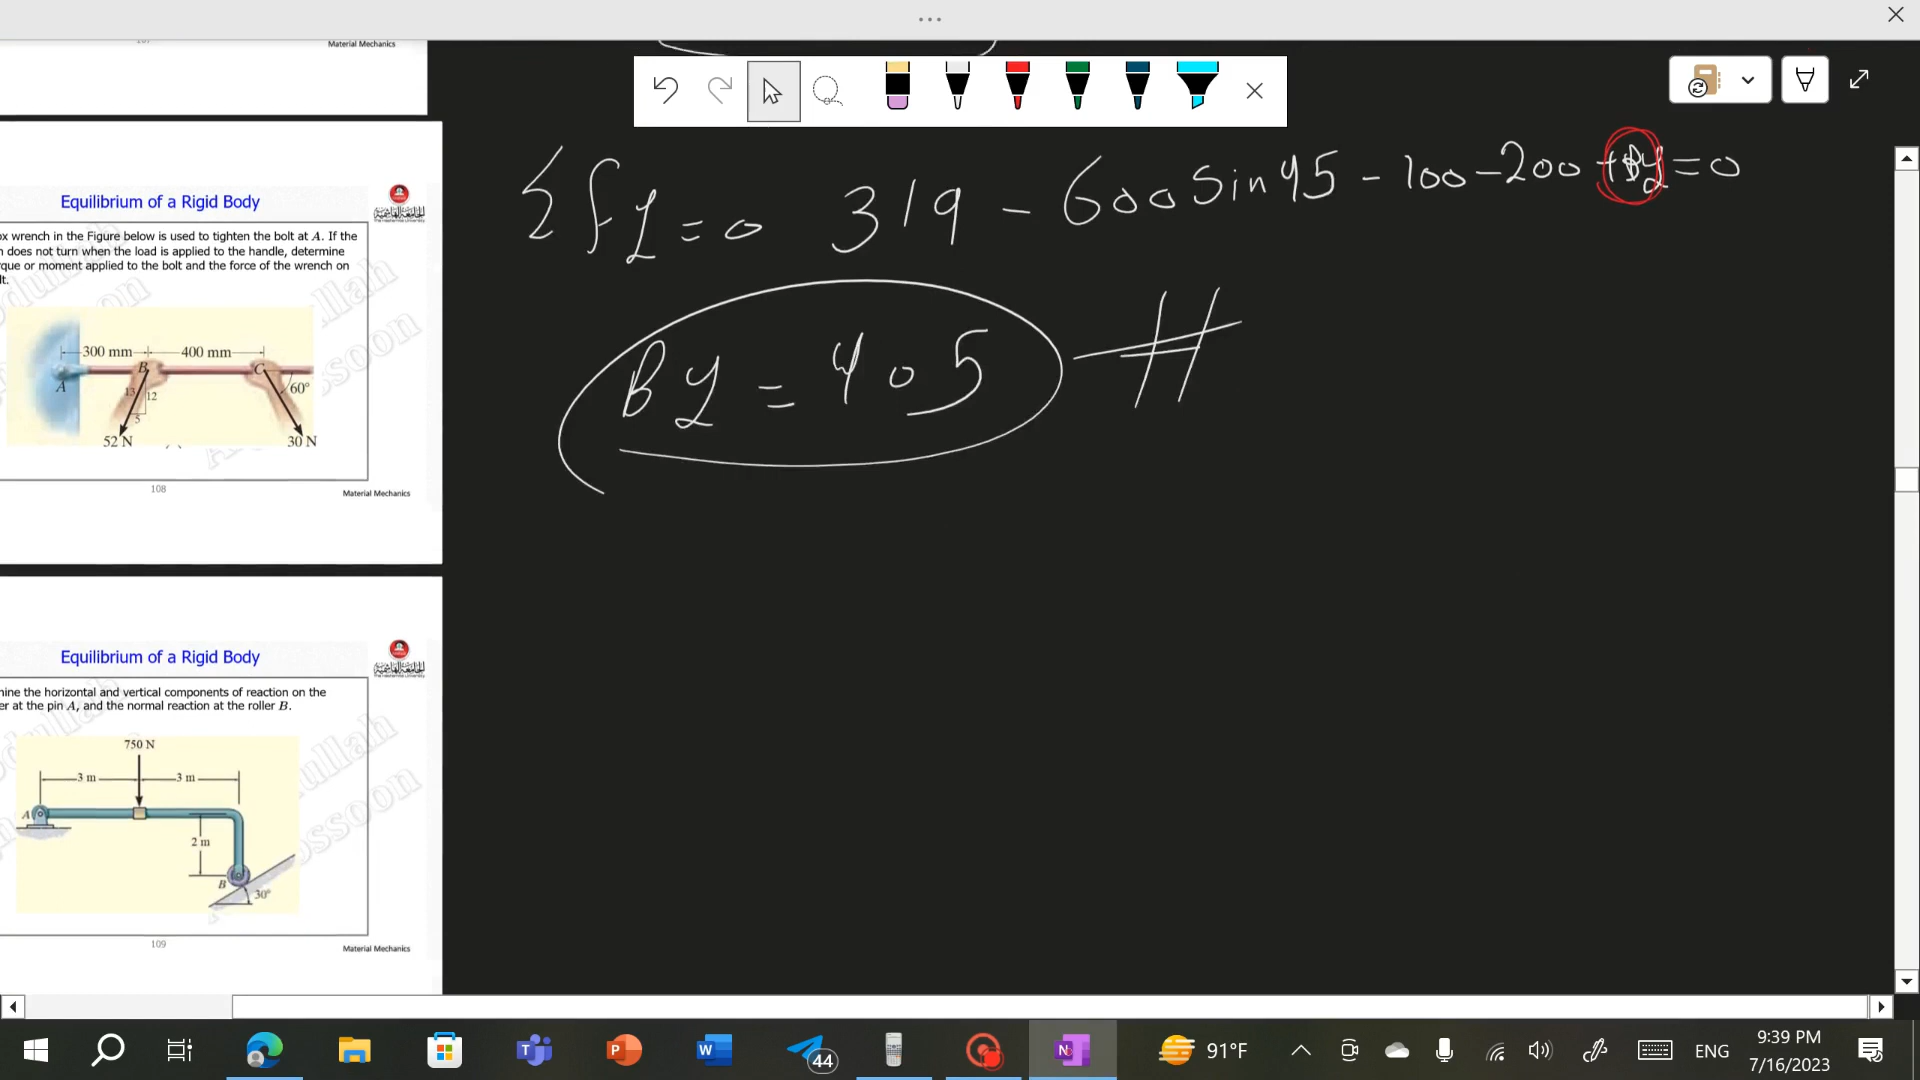 Material Mechanics
Equilibrium of a Rigid Body
ox wrench in the Figure below is used to tighten the bolt at A. If the
does not turn when the load is applied to the handle, determine
rque or moment applied to the bolt and the force of the wrench on
lt.
300 mm
400 mm
A
B
C
60°
13
12
5
52 N
30 N
108
Material Mechanics
Equilibrium of a Rigid Body
nine the horizontal and vertical components of reaction on the
er at the pin A, and the normal reaction at the roller B.
750 N
3 m
3 m
A
2 m
B
30°
109
Material Mechanics
Σfy = 0 319 - 600 Sin 45 - 100 - 200 + By = 0
By = 405
44
91°F
ENG
9:39 PM
7/16/2023